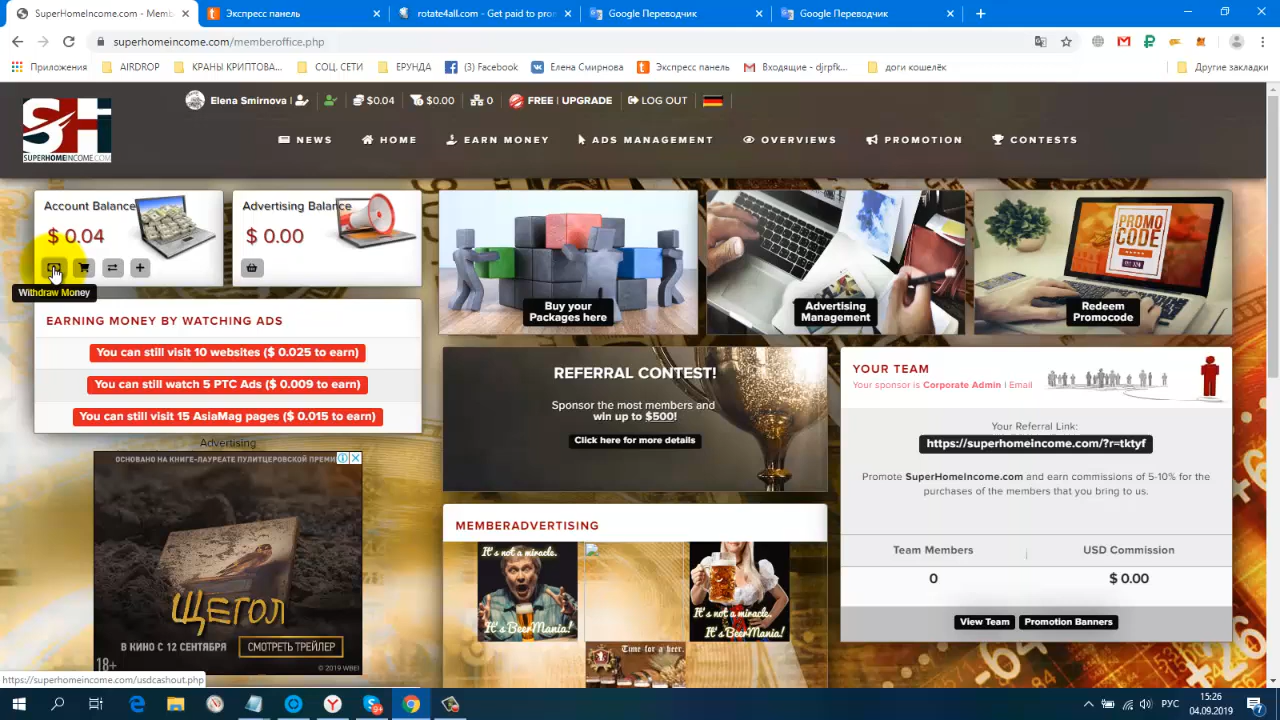 SuperHomeIncome.com - Memb
Экспресс панель
rotate4all.com - Get paid to pro
Google Переводчик
Google Переводчик
superhomeincome.com/memberoffice.php
Приложения
AIRDROP
КРАНЫ КРИПТОВА...
СОЦ. СЕТИ
ЕРУНДА
(3) Facebook
Елена Смирнова
Экспресс панель
Входящие - djrpfk...
доги кошелёк
Другие закладки
SUPERHOMEINCOME.COM
Elena Smirnova |
$0.04
$0.00
0
FREE | UPGRADE
LOG OUT
NEWS
HOME
EARN MONEY
ADS MANAGEMENT
OVERVIEWS
PROMOTION
CONTESTS
Account Balance
$ 0.04
Withdraw Money
Advertising Balance
$ 0.00
Buy your
Packages here
Advertising
Management
PROMO
CODE
Redeem
Promocode
EARNING MONEY BY WATCHING ADS
You can still visit 10 websites ($ 0.025 to earn)
You can still watch 5 PTC Ads ($ 0.009 to earn)
You can still visit 15 AsiaMag pages ($ 0.015 to earn)
Advertising
ОСНОВАНО НА КНИГЕ-ЛАУРЕАТЕ ПУЛИТЦЕРОВСКОЙ ПРЕМИ
ЩЕГОЛ
В КИНО С 12 СЕНТЯБРЯ
СМОТРЕТЬ ТРЕЙЛЕР
18+
© 2019 WBEI
REFERRAL CONTEST!
Sponsor the most members and
win up to $500!
Click here for more details
MEMBERADVERTISING
It's not a miracle.
It's BeerMania!
It's not a miracle.
It's BeerMania!
Time for a beer.
YOUR TEAM
Your sponsor is Corporate Admin | Email
Your Referral Link:
https://superhomeincome.com/?r=tktyf
Promote SuperHomeIncome.com and earn commissions of 5-10% for the
purchases of the members that you bring to us.
Team Members
USD Commission
0
$ 0.00
View Team
Promotion Banners
https://superhomeincome.com/usdcashout.php
РУС
15:26
04.09.2019